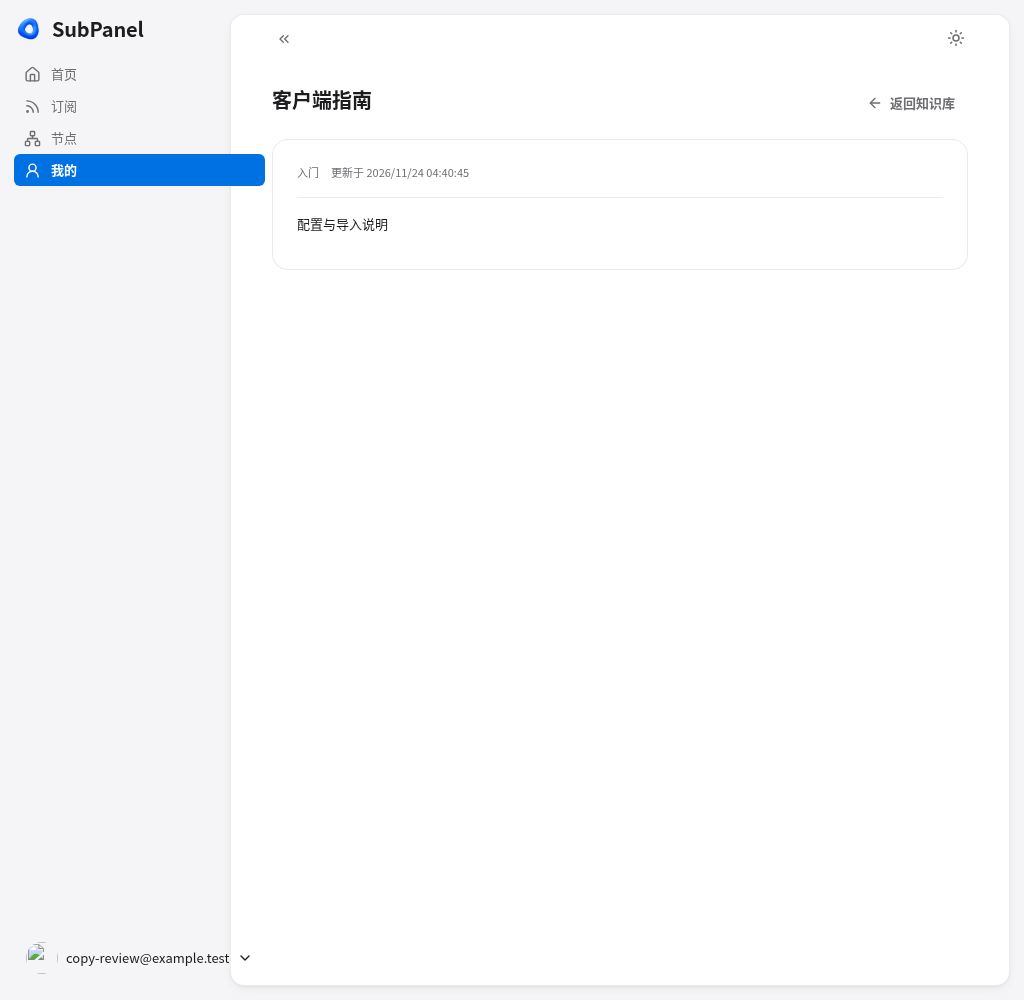 SubPanel
首页
订阅
节点
我的
客户端指南
返回知识库
入门 更新于 2026/11/24 04:40:45
配置与导入说明
copy-review@example.test